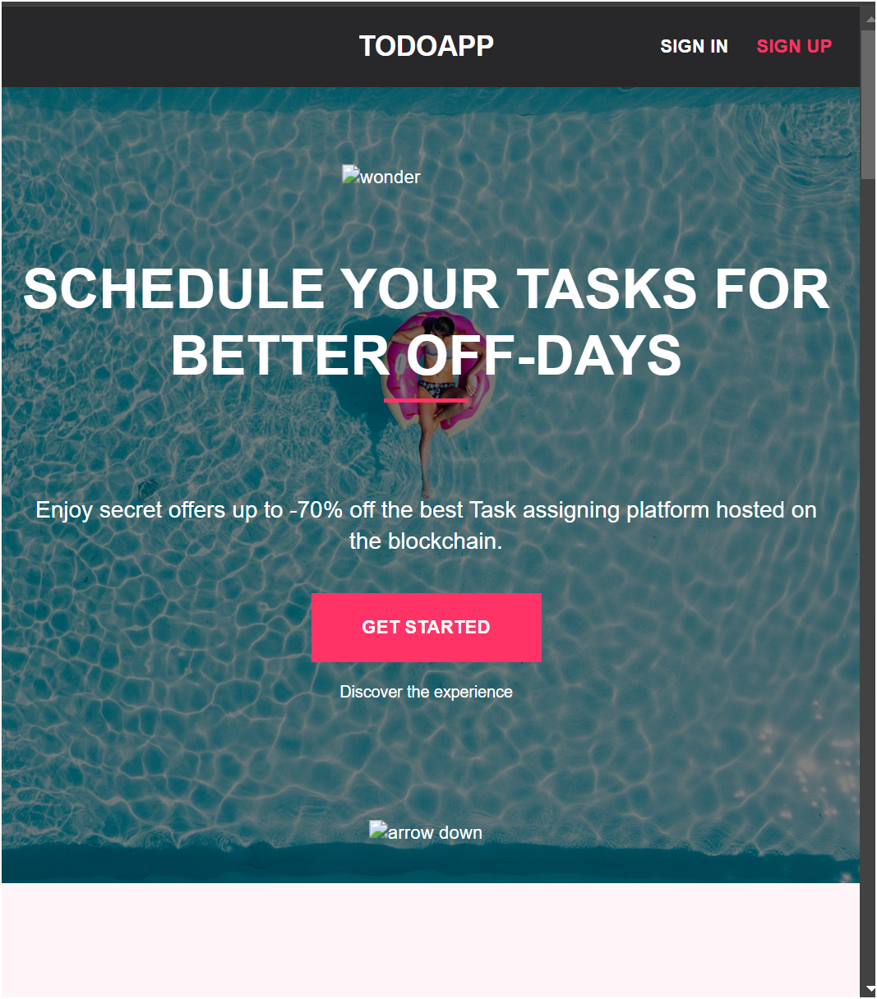 TODOAPP
SIGN IN
SIGN UP
wonder
SCHEDULE YOUR TASKS FOR
BETTER OFF-DAYS
Enjoy secret offers up to -70% off the best Task assigning platform hosted on
the blockchain.
GET STARTED
Discover the experience
arrow down